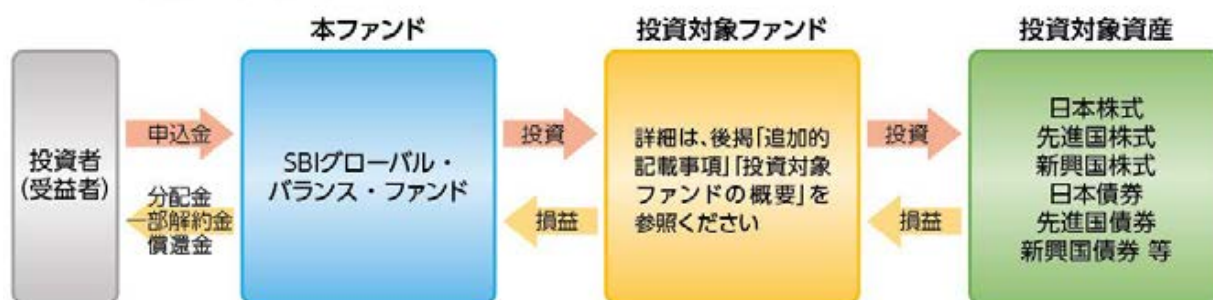 本ファンド
投資対象ファンド
投資対象資産
投資者
(受益者)
申込金
分配金
一部解約金
償還金
SBIグローバル・
バランス・ファンド
投資
損益
詳細は、後掲「追加的
記載事項」「投資対象
ファンドの概要」を
参照ください
投資
損益
日本株式
先進国株式
新興国株式
日本債券
先進国債券
新興国債券 等